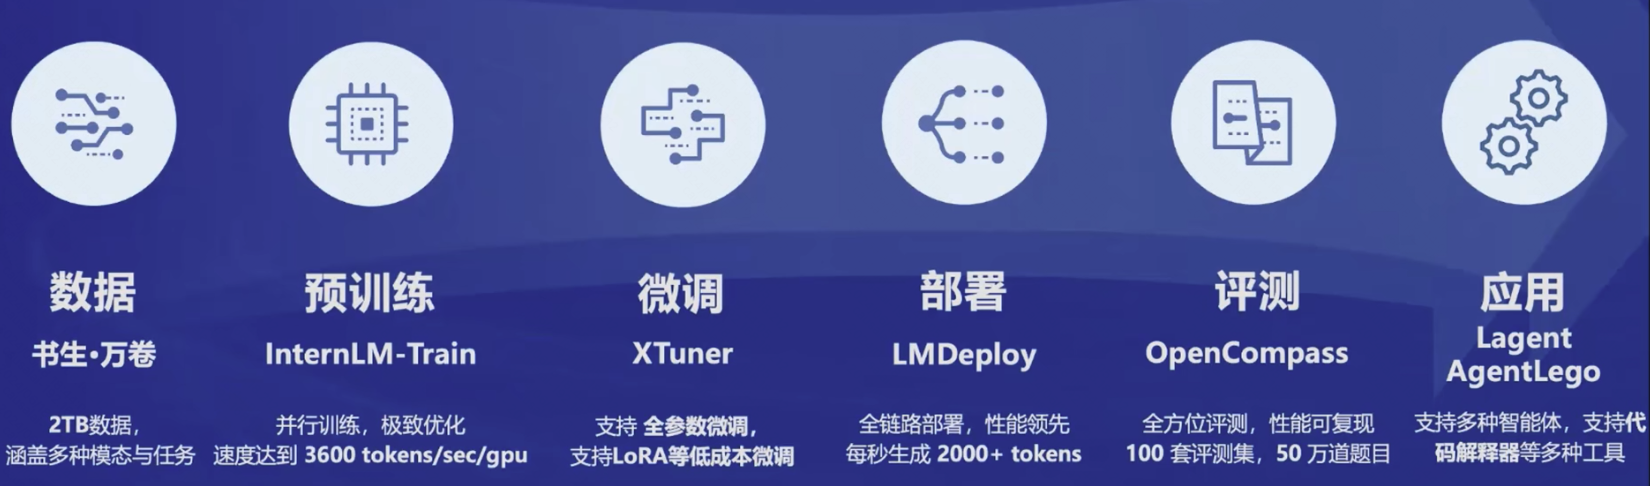 数据
书生·万卷
2TB数据，
涵盖多种模态与任务
预训练
InternLM-Train
并行训练，极致优化
速度达到 3600 tokens/sec/gpu
微调
XTuner
支持 全参数微调，
支持LoRA等低成本微调
部署
LMDeploy
全链路部署，性能领先
每秒生成 2000+ tokens
评测
OpenCompass
全方位评测，性能可复现
100 套评测集，50 万道题目
应用
Lagent
AgentLego
支持多种智能体，支持代
码解释器等多种工具